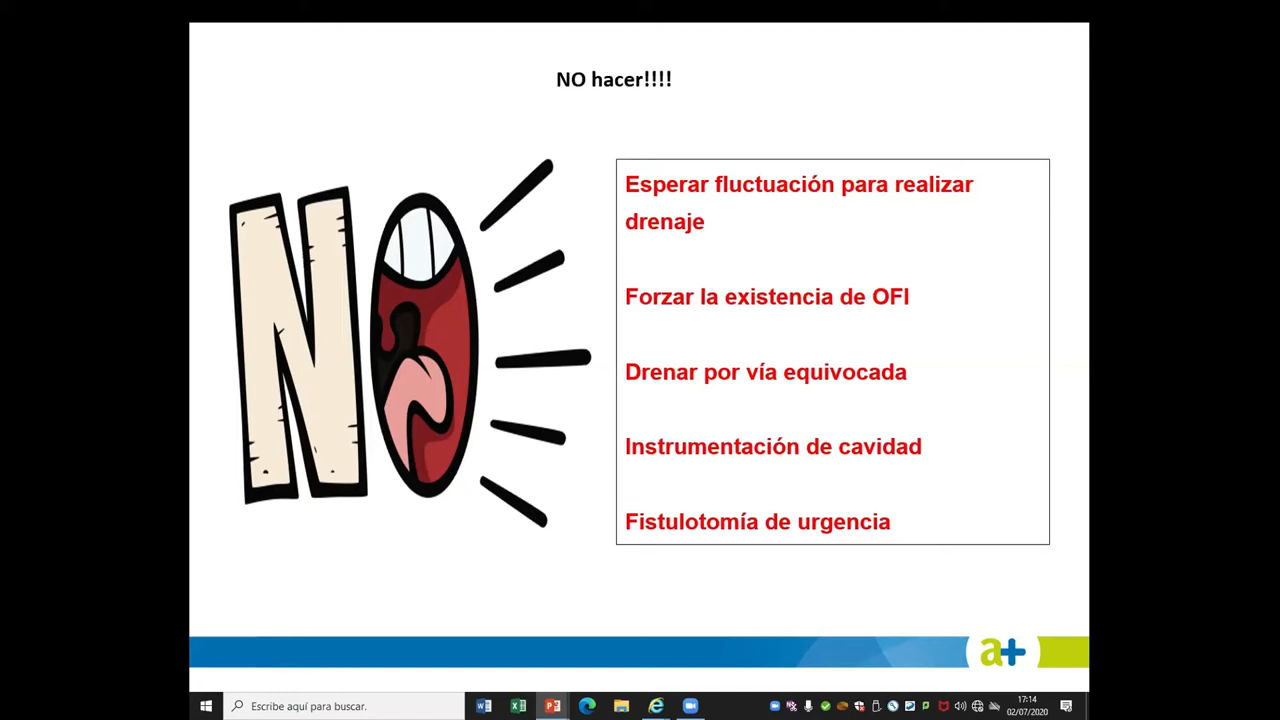 NO hacer!!!!
NO
Esperar fluctuación para realizar
drenaje
Forzar la existencia de OFI
Drenar por vía equivocada
Instrumentación de cavidad
Fistulotomía de urgencia
a+
Escribe aquí para buscar.
17:14
02/07/2020